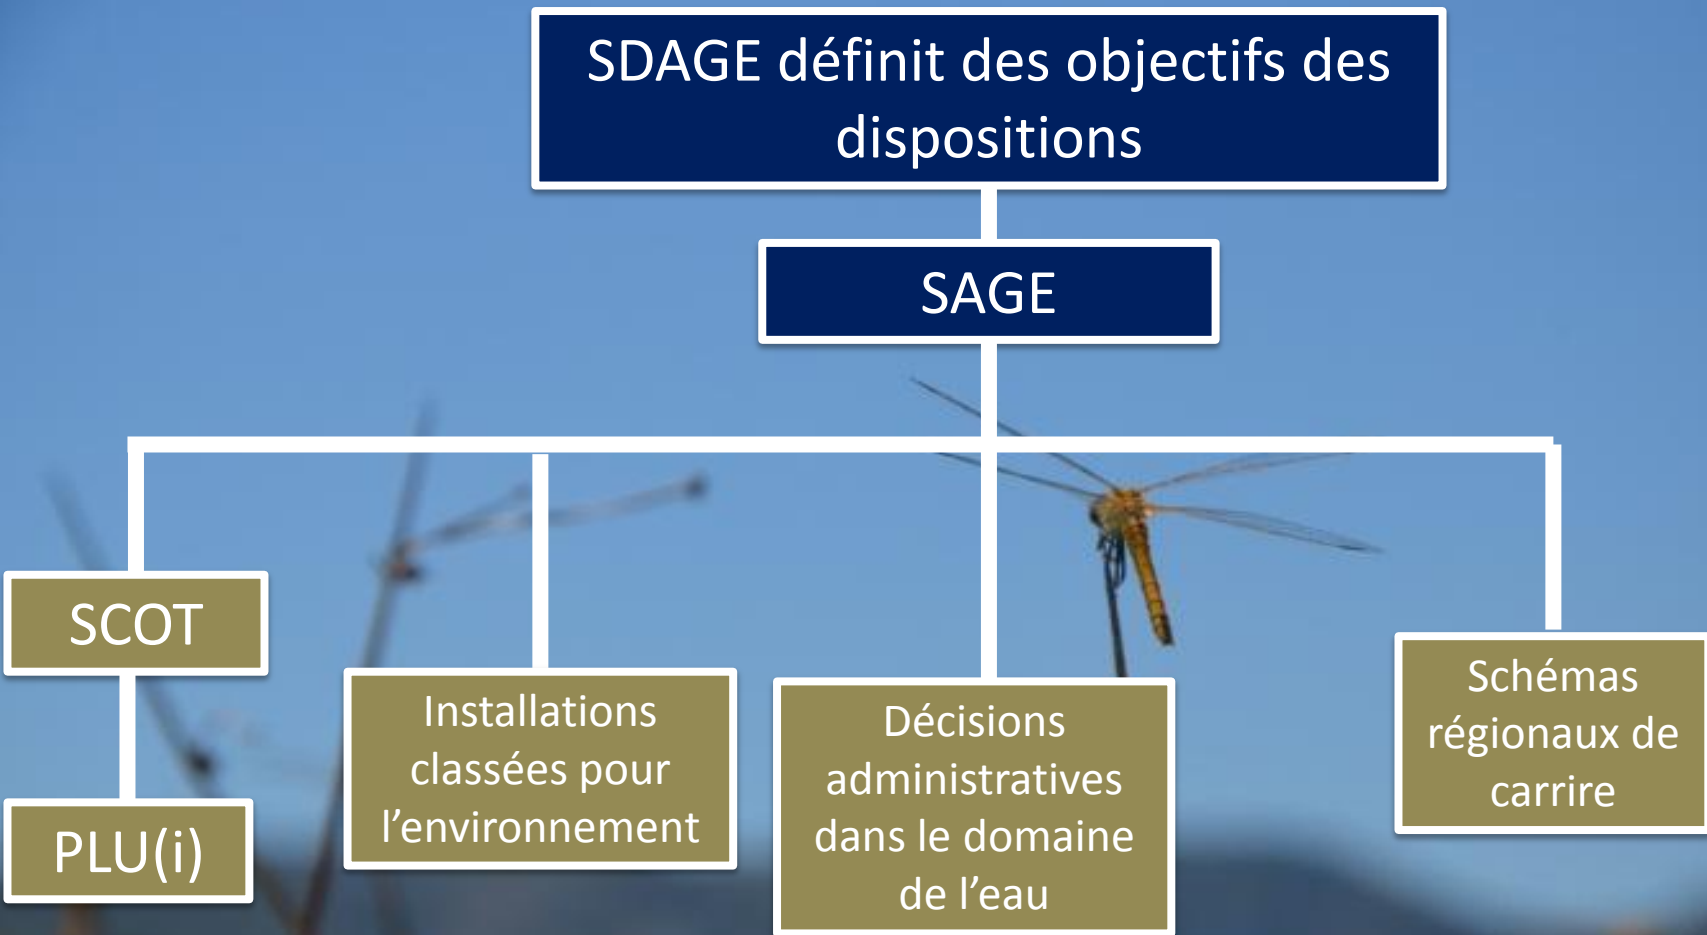 SDAGE définit des objectifs des
dispositions
SAGE
SCOT
PLU(i)
Installations
classées pour
l’environnement
Décisions
administratives
dans le domaine
de l’eau
Schémas
régionaux de
carrire